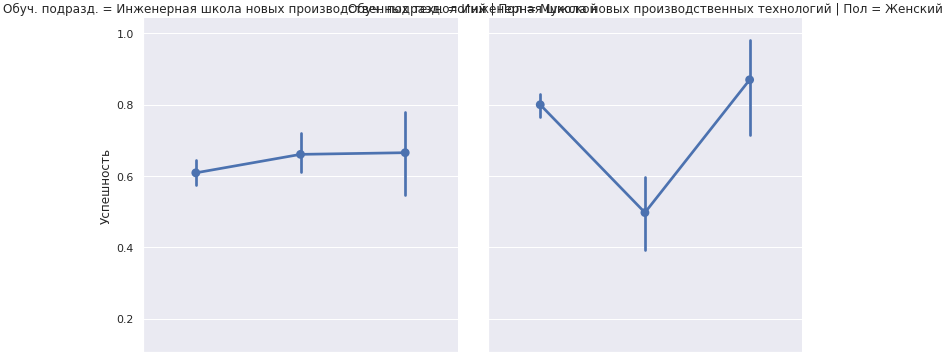 Обуч. подразд. = Инженерная школа новых производственных технологий | Пол = Мужской
Обуч. подразд. = Инженерная школа новых производственных технологий | Пол = Женский
1.0
0.8
0.6
0.4
0.2
Успешность